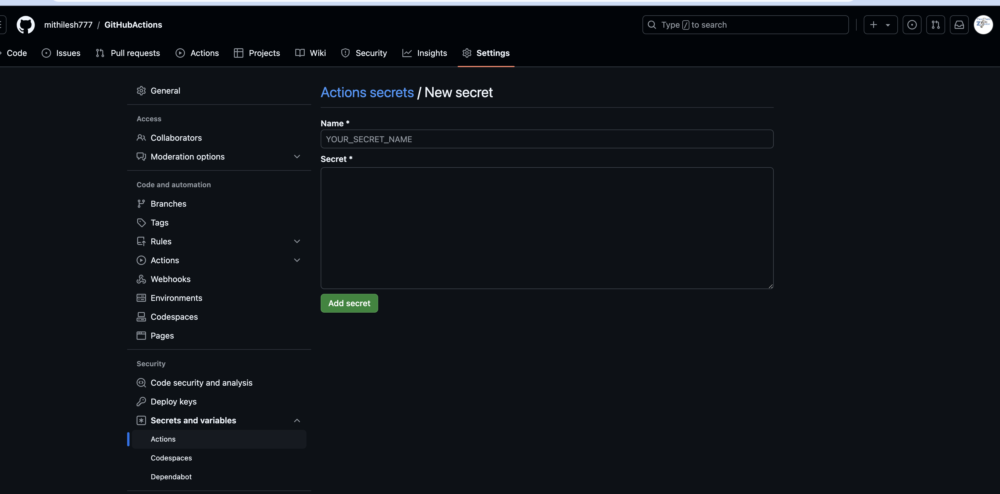 mithilesh777 / GitHubActions
Type / to search
Code Issues Pull requests Actions Projects Wiki Security Insights Settings
General
Access
Collaborators
Moderation options
Code and automation
Branches
Tags
Rules
Actions
Webhooks
Environments
Codespaces
Pages
Security
Code security and analysis
Deploy keys
Secrets and variables
Actions
Codespaces
Dependabot
Actions secrets / New secret
Name *
YOUR_SECRET_NAME
Secret *
Add secret